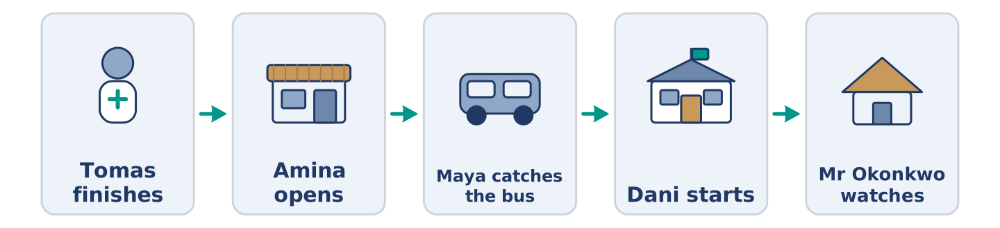 Tomas
finishes
Amina
opens
Maya catches
the bus
Dani starts
Mr Okonkwo
watches